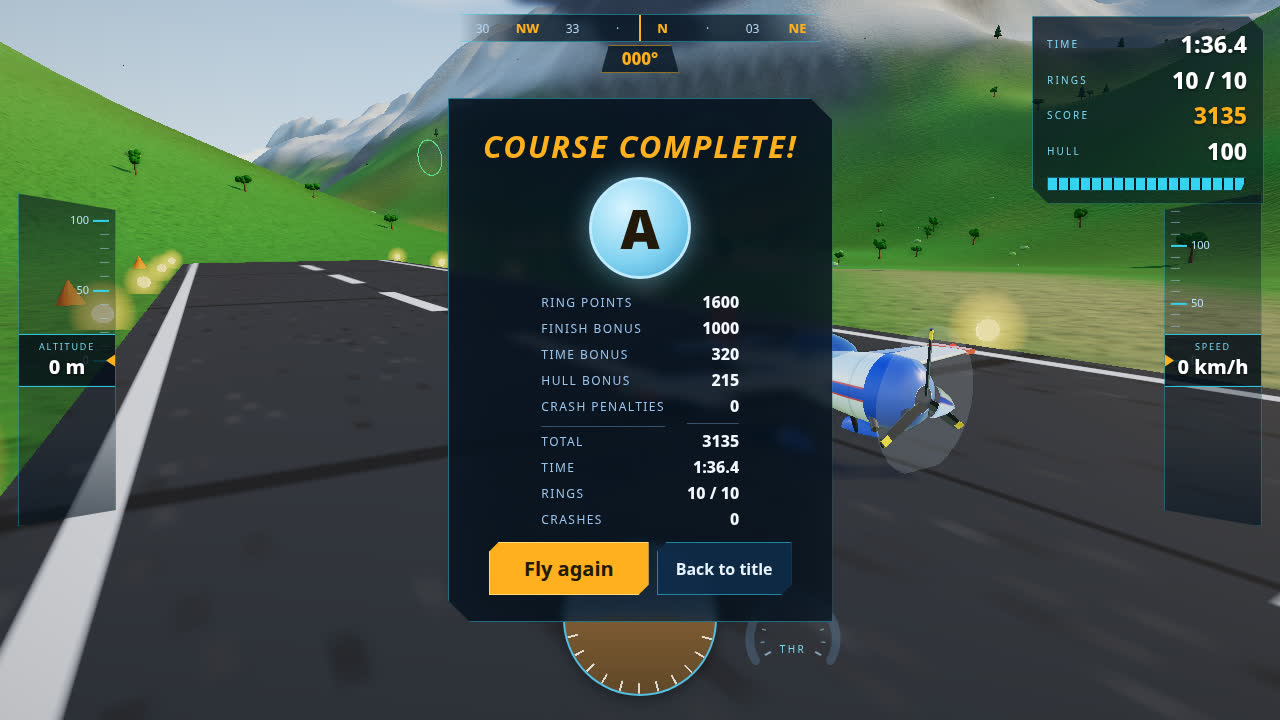 30 NW 33 · N · 03 NE
000°
TIME 1:36.4
RINGS 10 / 10
SCORE 3135
HULL 100
COURSE COMPLETE!
A
RING POINTS 1600
FINISH BONUS 1000
TIME BONUS 320
HULL BONUS 215
CRASH PENALTIES 0
TOTAL 3135
TIME 1:36.4
RINGS 10 / 10
CRASHES 0
Fly again
Back to title
100
50
0
ALTITUDE
0 m
100
50
SPEED
0 km/h
THR